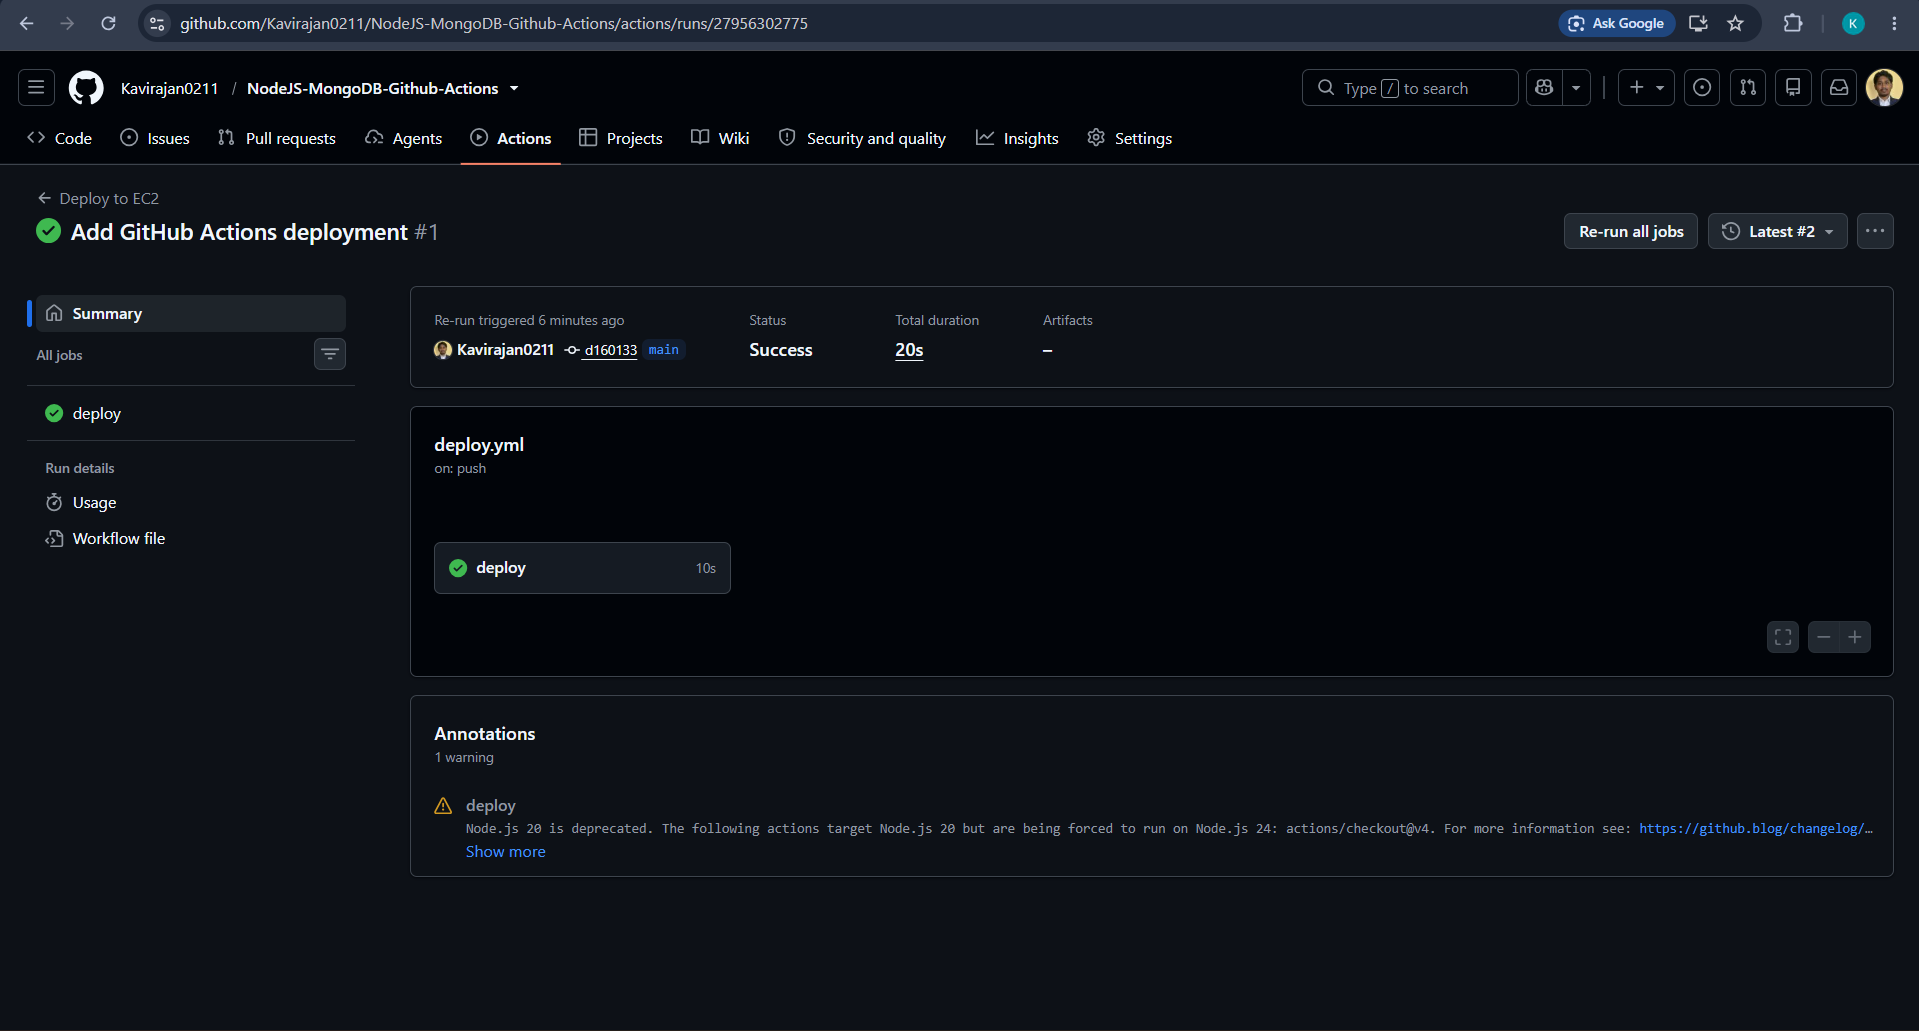 github.com/Kavirajan0211/NodeJS-MongoDB-Github-Actions/actions/runs/27956302775
Ask Google
K
Kavirajan0211 / NodeJS-MongoDB-Github-Actions
Type / to search
Code
Issues
Pull requests
Agents
Actions
Projects
Wiki
Security and quality
Insights
Settings
Deploy to EC2
Add GitHub Actions deployment #1
Re-run all jobs
Latest #2
Summary
All jobs
deploy
Run details
Usage
Workflow file
Re-run triggered 6 minutes ago
Kavirajan0211 d160133 main
Status
Success
Total duration
20s
Artifacts
–
deploy.yml
on: push
deploy 10s
Annotations
1 warning
deploy
Node.js 20 is deprecated. The following actions target Node.js 20 but are being forced to run on Node.js 24: actions/checkout@v4. For more information see: https://github.blog/changelog/…
Show more